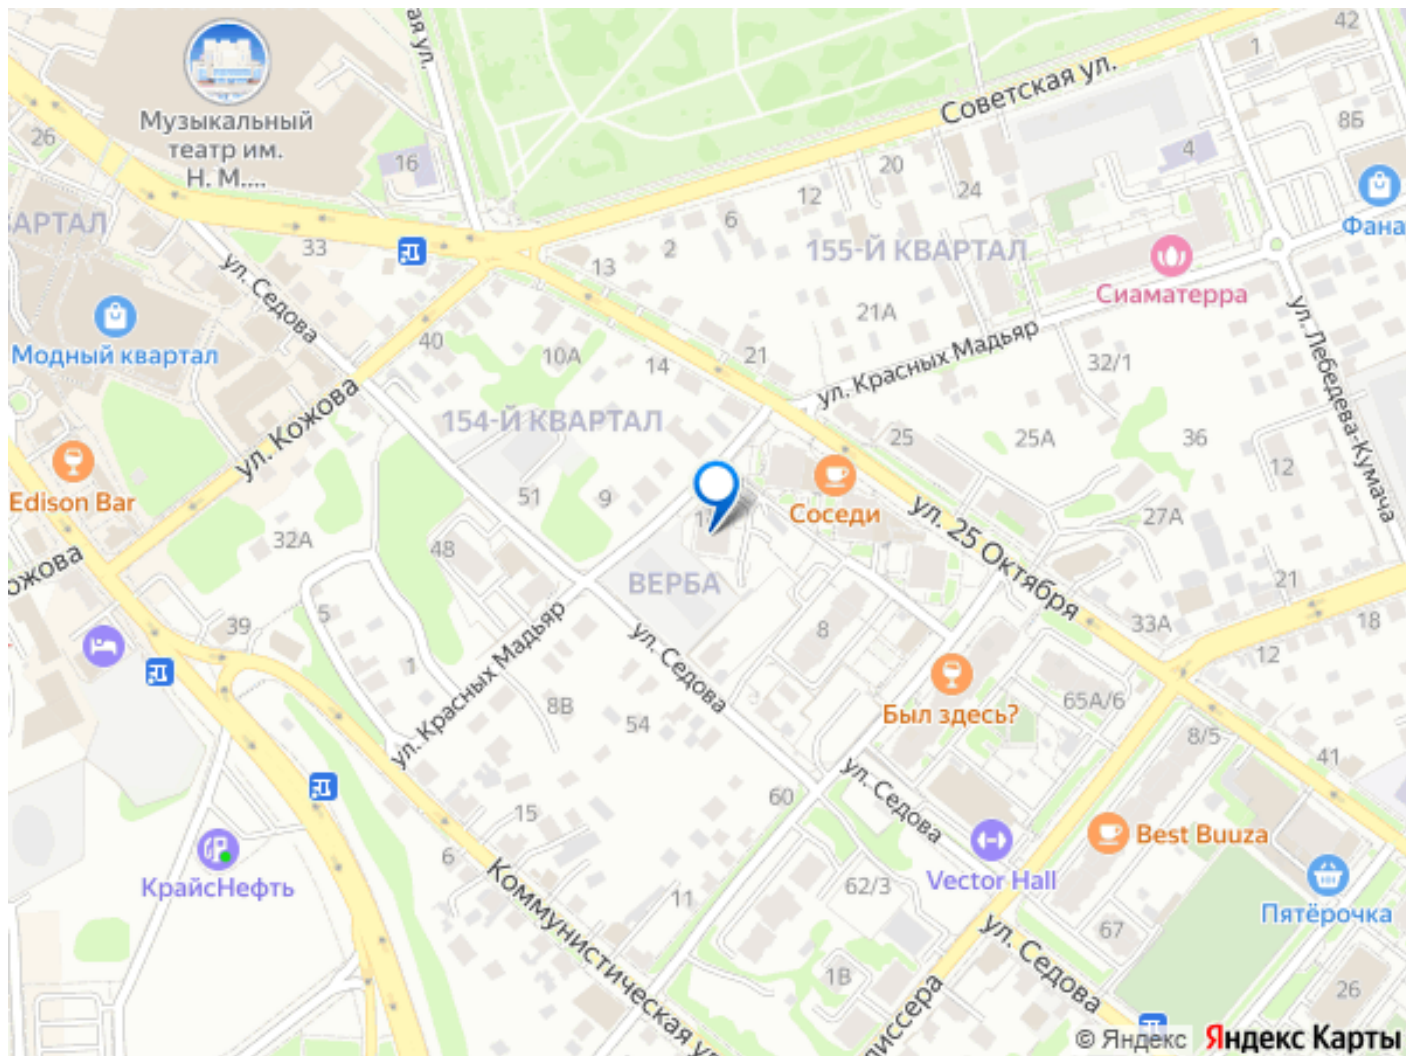 ая ул.
42
1
Советская ул.
8Б
Музыкальный
театр им.
Н. М....
26
16
4
20
24
12
6
2
33
13
АРТАЛ
155-Й КВАРТАЛ
Фана
Сиаматерра
ул. Седова
21А
ул. Красных Мадьяр
ул. Лебедева-Кумача
Модный квартал
40
10А
14
21
32/1
ул. Кожова
154-Й КВАРТАЛ
25
25А
36
12
Edison Bar
51
9
Соседи
ул. 25 Октября
27А
32А
48
ожова
ВЕРБА
21
5
39
1
ул. Красных Мадьяр
ул. Седова
8
33А
18
12
8В
54
Был здесь?
65А/6
8/5
41
60
ул. Седова
15
6
Best Buuza
КрайсНефть
Vector Hall
62/3
11
Пятёрочка
Коммунистическая ул.
67
ул. Седова
1В
26
лиссера
© Яндекс Яндекс Карты